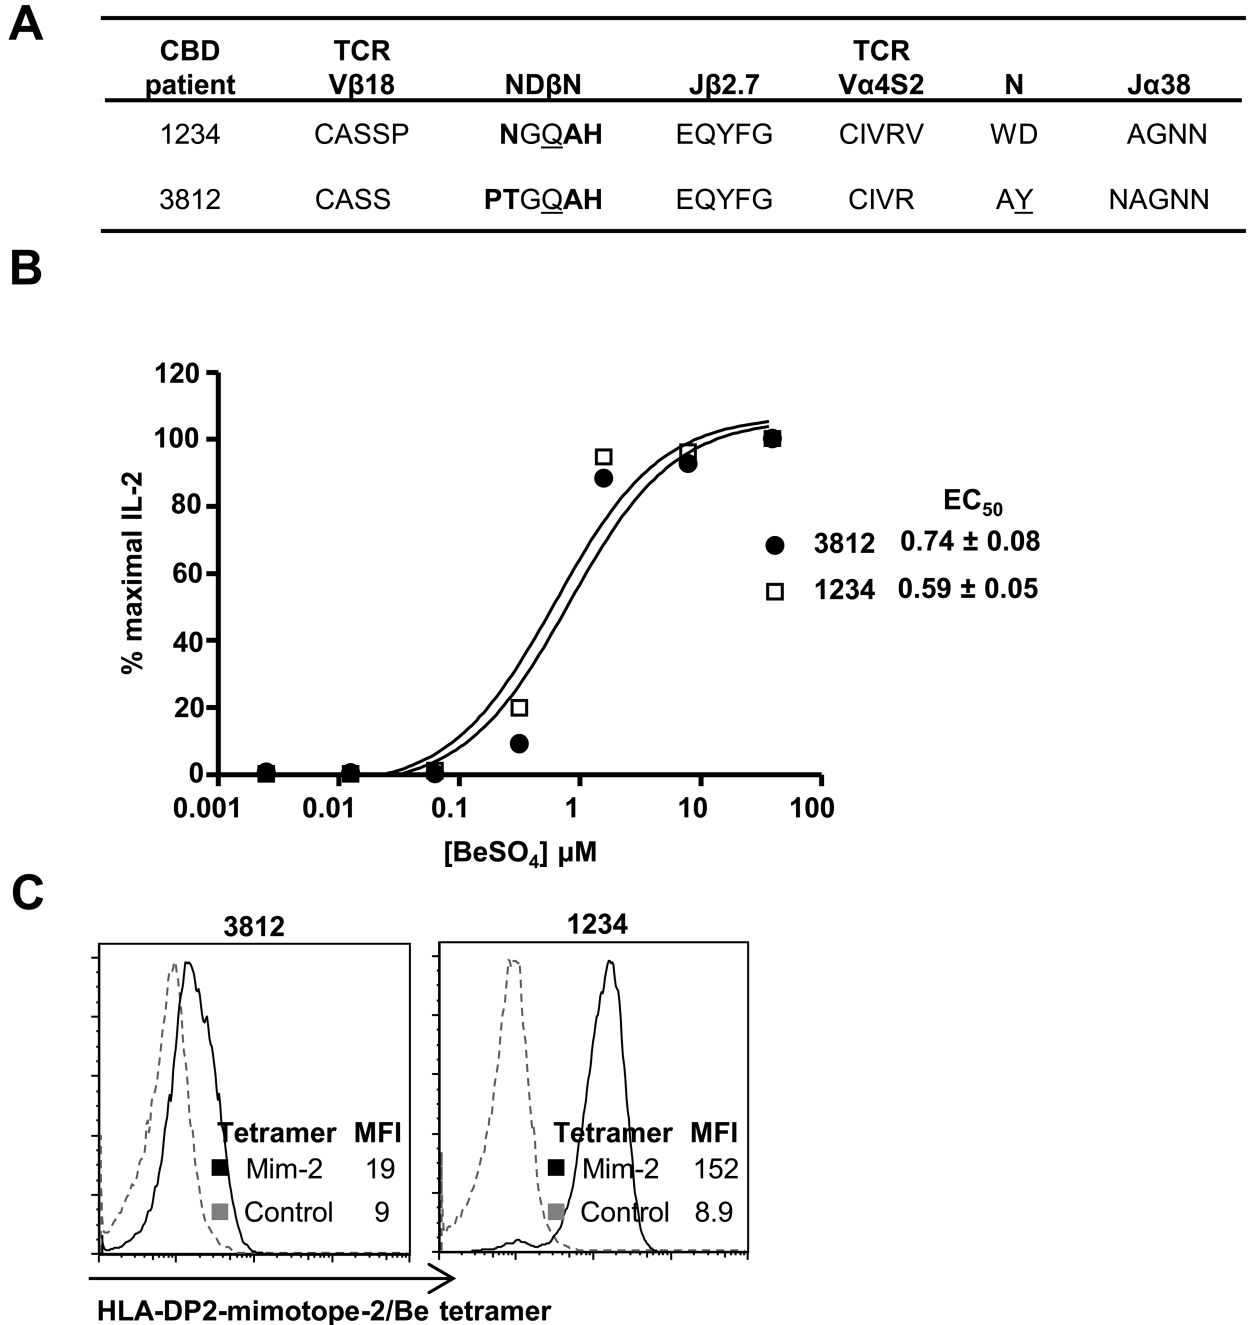 A
CBD patient TCR Vβ18 NDβN Jβ2.7 TCR Vα4S2 N Jα38
1234 CASSP NGQAH EQYFG CIVRV WD AGNN
3812 CASS PTGQAH EQYFG CIVR AY NAGNN
B
120
100
80
60
40
20
0
% maximal IL-2
0.001 0.01 0.1 1 10 100
[BeSO4] µM
EC50
3812 0.74 ± 0.08
1234 0.59 ± 0.05
C
3812
Tetramer MFI
Mim-2 19
Control 9
1234
Tetramer MFI
Mim-2 152
Control 8.9
HLA-DP2-mimotope-2/Be tetramer